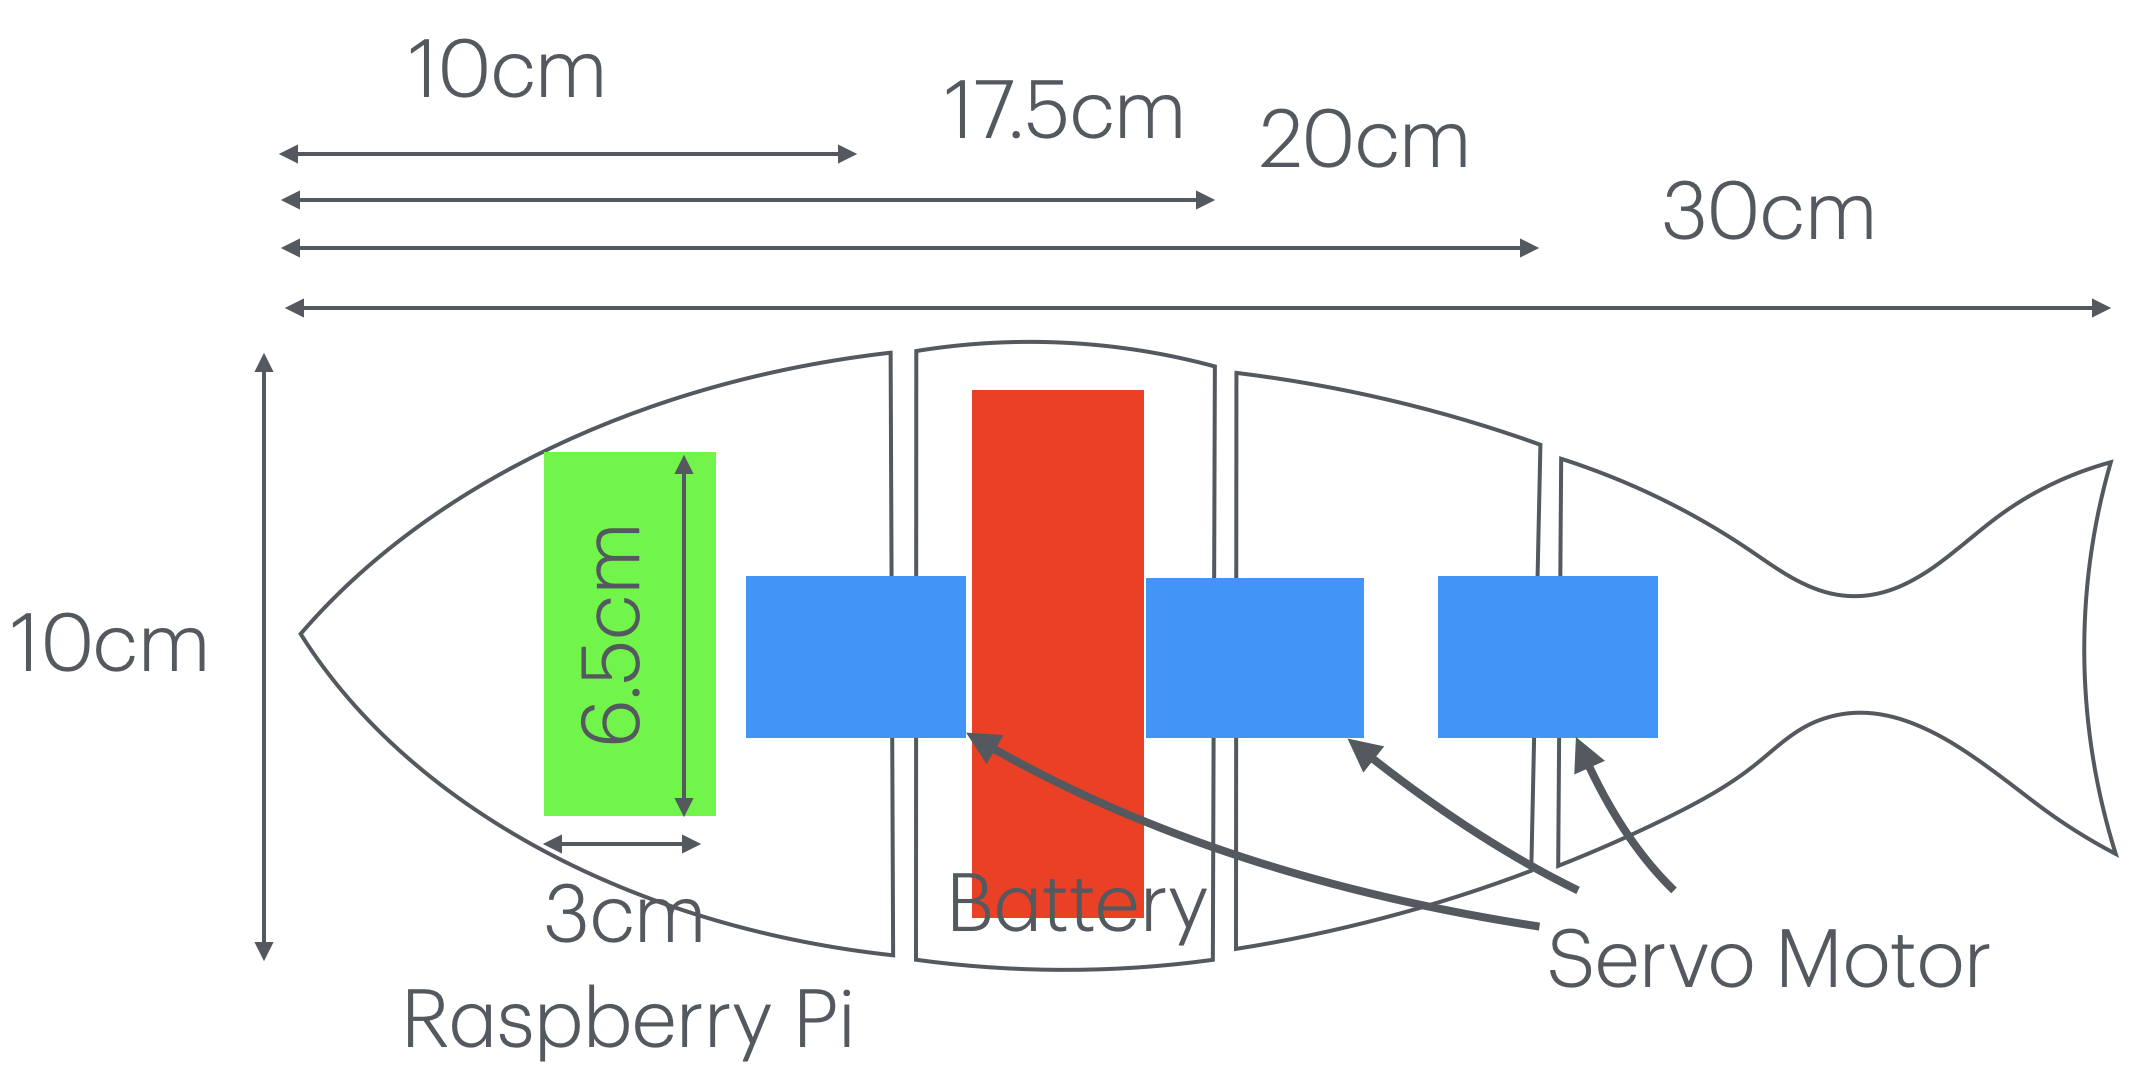 10cm
17.5cm
20cm
30cm
10cm
6.5cm
3cm
Battery
Servo Motor
Raspberry Pi